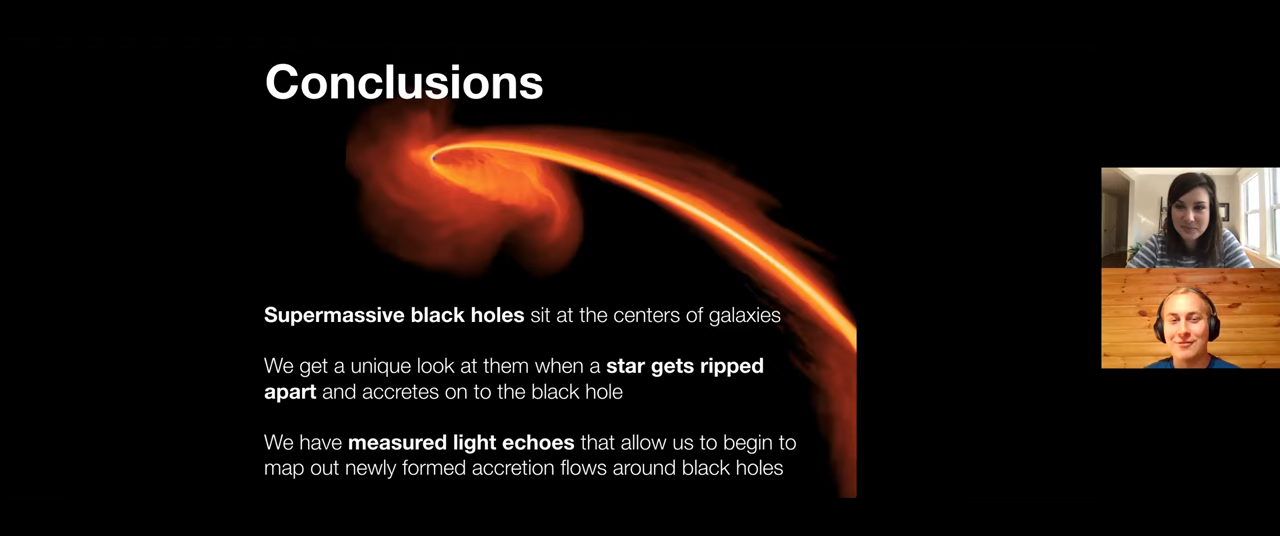 Conclusions
Supermassive black holes sit at the centers of galaxies
We get a unique look at them when a star gets ripped
apart and accretes on to the black hole
We have measured light echoes that allow us to begin to
map out newly formed accretion flows around black holes